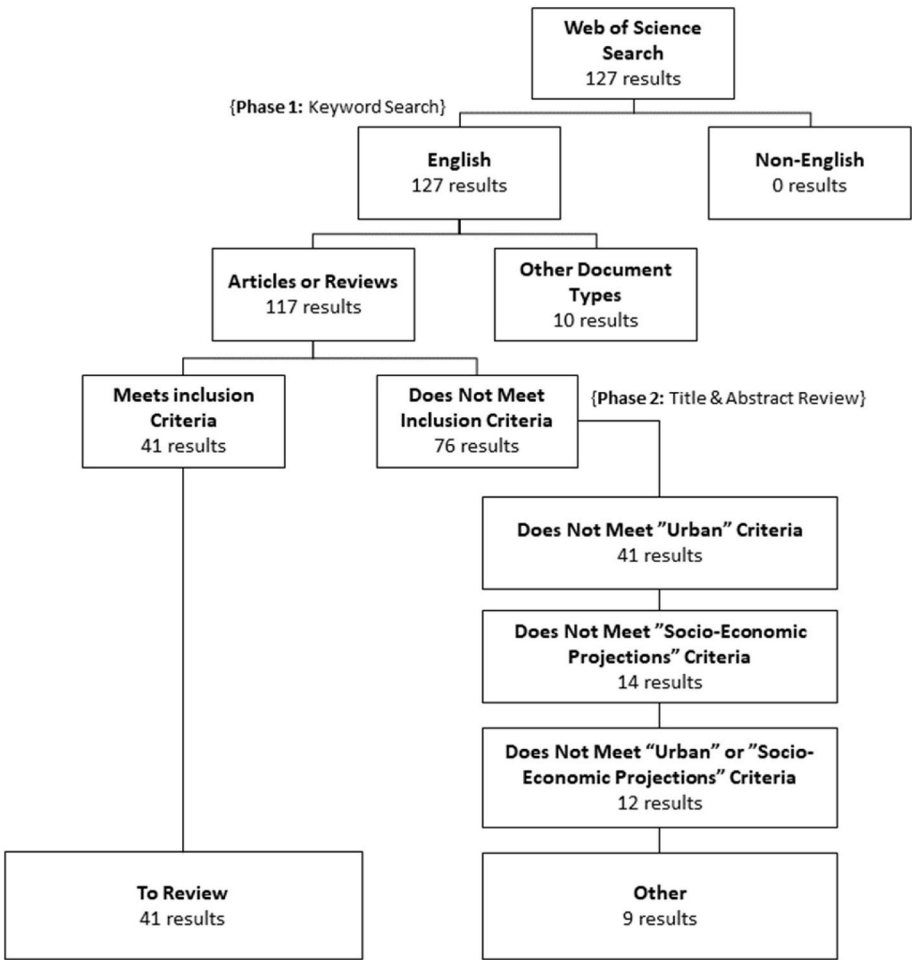 Web of Science
Search
127 results
{Phase 1: Keyword Search}
English
127 results
Non-English
0 results
Articles or Reviews
117 results
Other Document
Types
10 results
Meets inclusion
Criteria
41 results
Does Not Meet
Inclusion Criteria
76 results
{Phase 2: Title & Abstract Review}
Does Not Meet ”Urban” Criteria
41 results
Does Not Meet “Socio-Economic
Projections” Criteria
14 results
Does Not Meet “Urban” or ”Socio-
Economic Projections” Criteria
12 results
To Review
41 results
Other
9 results